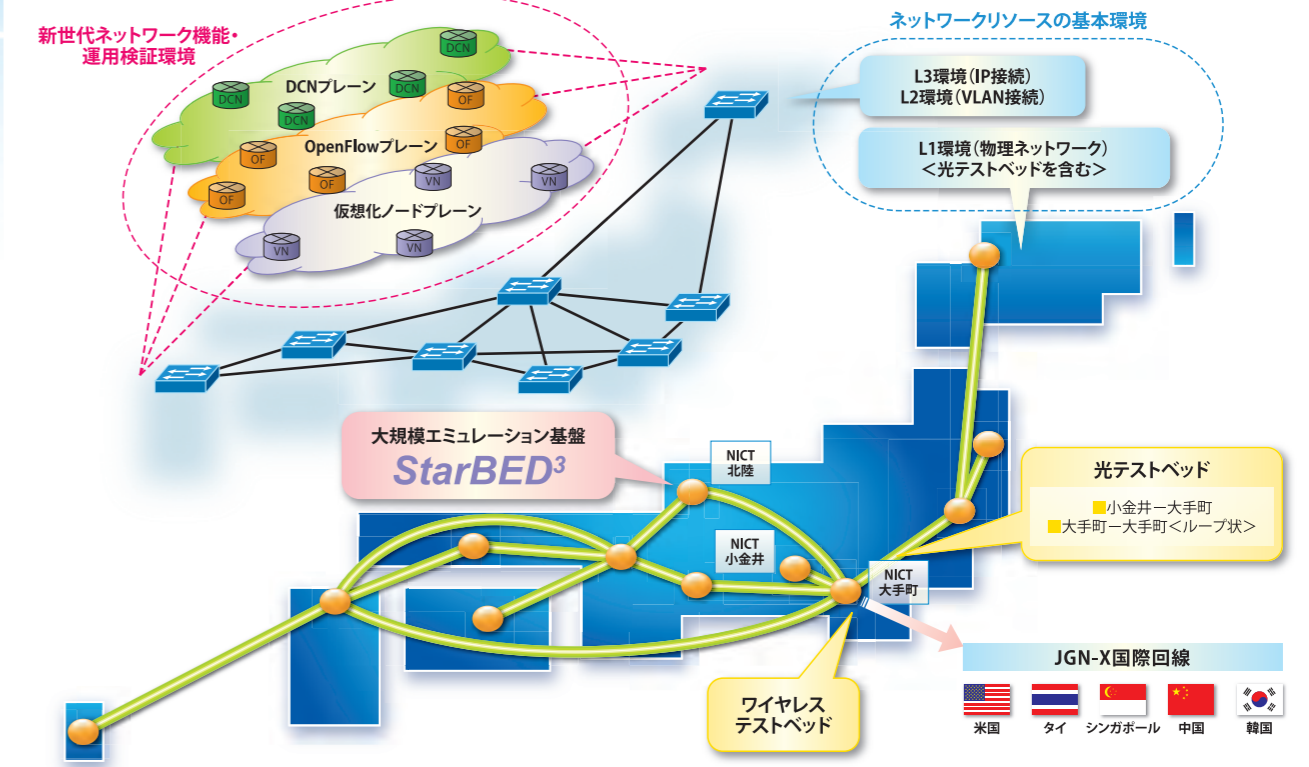 新世代ネットワーク機能・
運用検証環境
DCN
DCNプレーン
DCN
DCN
DCN
OF
OpenFlowプレーン
OF
OF
OF
OF
VN
VN
仮想化ノードプレーン
VN
VN
ネットワークリソースの基本環境
L3環境(IP接続)
L2環境(VLAN接続)
L1環境(物理ネットワーク)
<光テストベッドを含む>
大規模エミュレーション基盤
StarBED3
NICT
北陸
NICT
小金井
NICT
大手町
光テストベッド
■小金井ー大手町
■大手町ー大手町<ループ状>
ワイヤレス
テストベッド
JGN-X国際回線
米国
タイ
シンガポール
中国
韓国